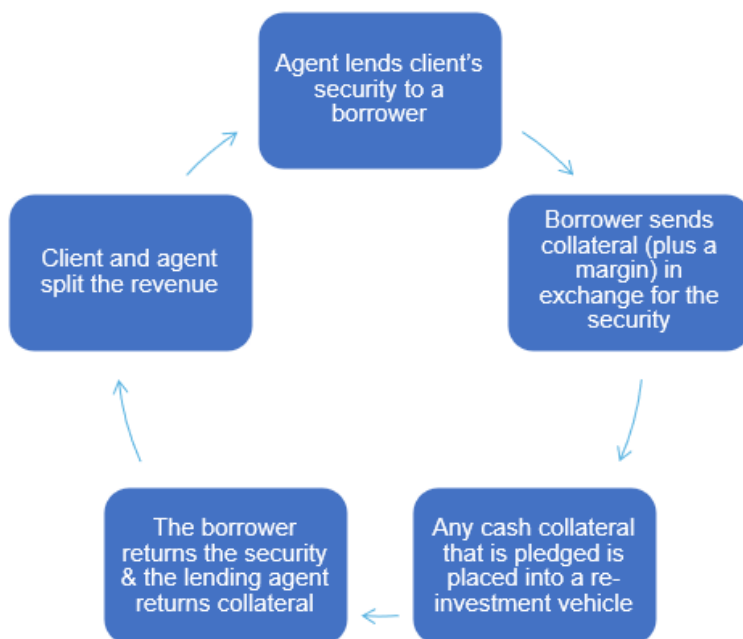 Agent lends client’s
security to a
borrower
Borrower sends
collateral (plus a
margin) in
exchange for the
security
Any cash collateral
that is pledged is
placed into a re-
investment vehicle
The borrower
returns the security
& the lending agent
returns collateral
Client and agent
split the revenue